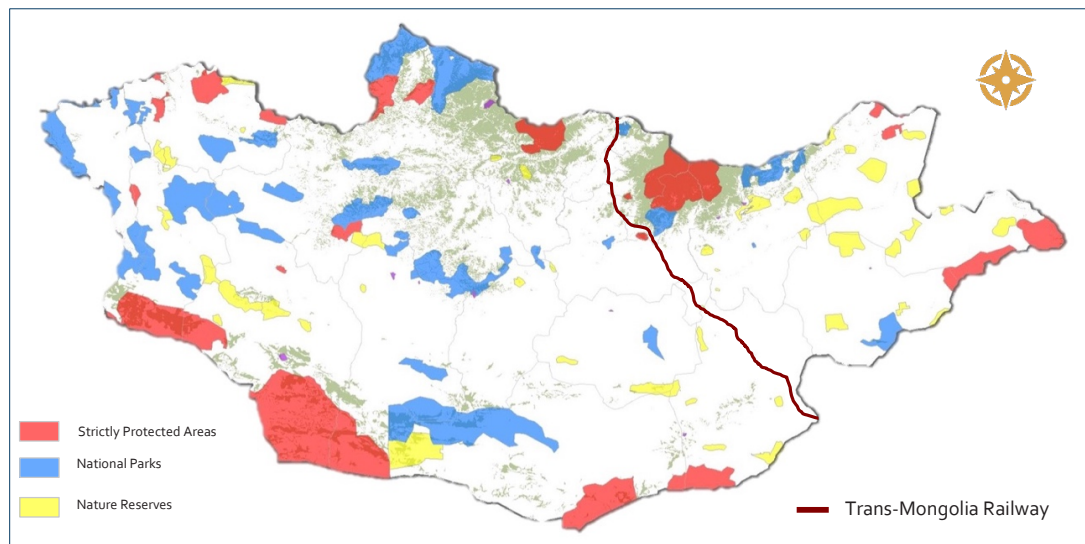 Strictly Protected Areas
National Parks
Nature Reserves
Trans-Mongolia Railway